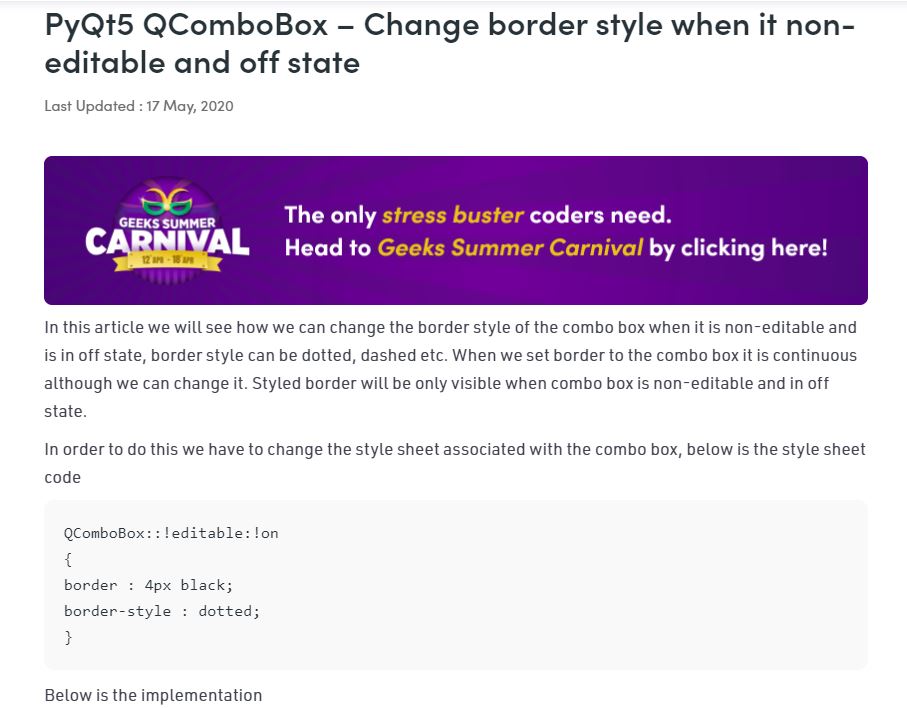 PyQt5 QComboBox – Change border style when it non-
editable and off state
Last Updated : 17 May, 2020
GEEKS SUMMER
CARNIVAL
12 APR - 18 APR
The only stress buster coders need.
Head to Geeks Summer Carnival by clicking here!
In this article we will see how we can change the border style of the combo box when it is non-editable and
is in off state, border style can be dotted, dashed etc. When we set border to the combo box it is continuous
although we can change it. Styled border will be only visible when combo box is non-editable and in off
state.
In order to do this we have to change the style sheet associated with the combo box, below is the style sheet
code
QComboBox::!editable:!on
{
border : 4px black;
border-style : dotted;
}
Below is the implementation